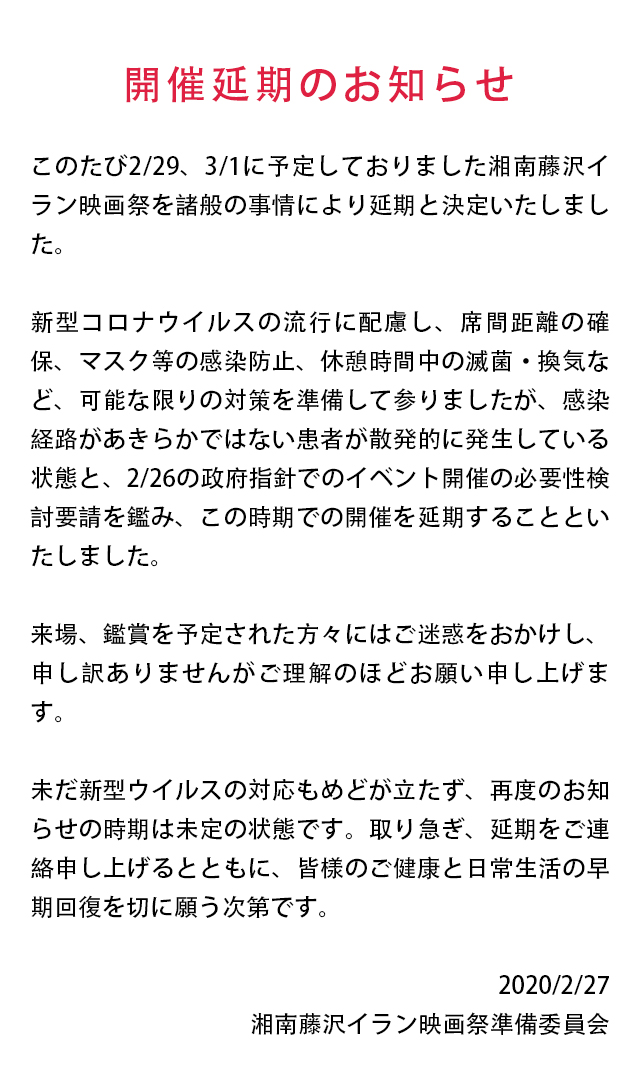 開催延期のお知らせ
このたび2/29、3/1に予定しておりました湘南藤沢イ
ラン映画祭を諸般の事情により延期と決定いたしまし
た。
新型コロナウイルスの流行に配慮し、席間距離の確
保、マスク等の感染防止、休憩時間中の滅菌・換気な
ど、可能な限りの対策を準備して参りましたが、感染
経路があきらかではない患者が散発的に発生している
状態と、2/26の政府指針でのイベント開催の必要性検
討要請を鑑み、この時期での開催を延期することとい
たしました。
来場、鑑賞を予定された方々にはご迷惑をおかけし、
申し訳ありませんがご理解のほどお願い申し上げま
す。
未だ新型ウイルスの対応もめどが立たず、再度のお知
らせの時期は未定の状態です。取り急ぎ、延期をご連
絡申し上げるとともに、皆様のご健康と日常生活の早
期回復を切に願う次第です。
2020/2/27
湘南藤沢イラン映画祭準備委員会